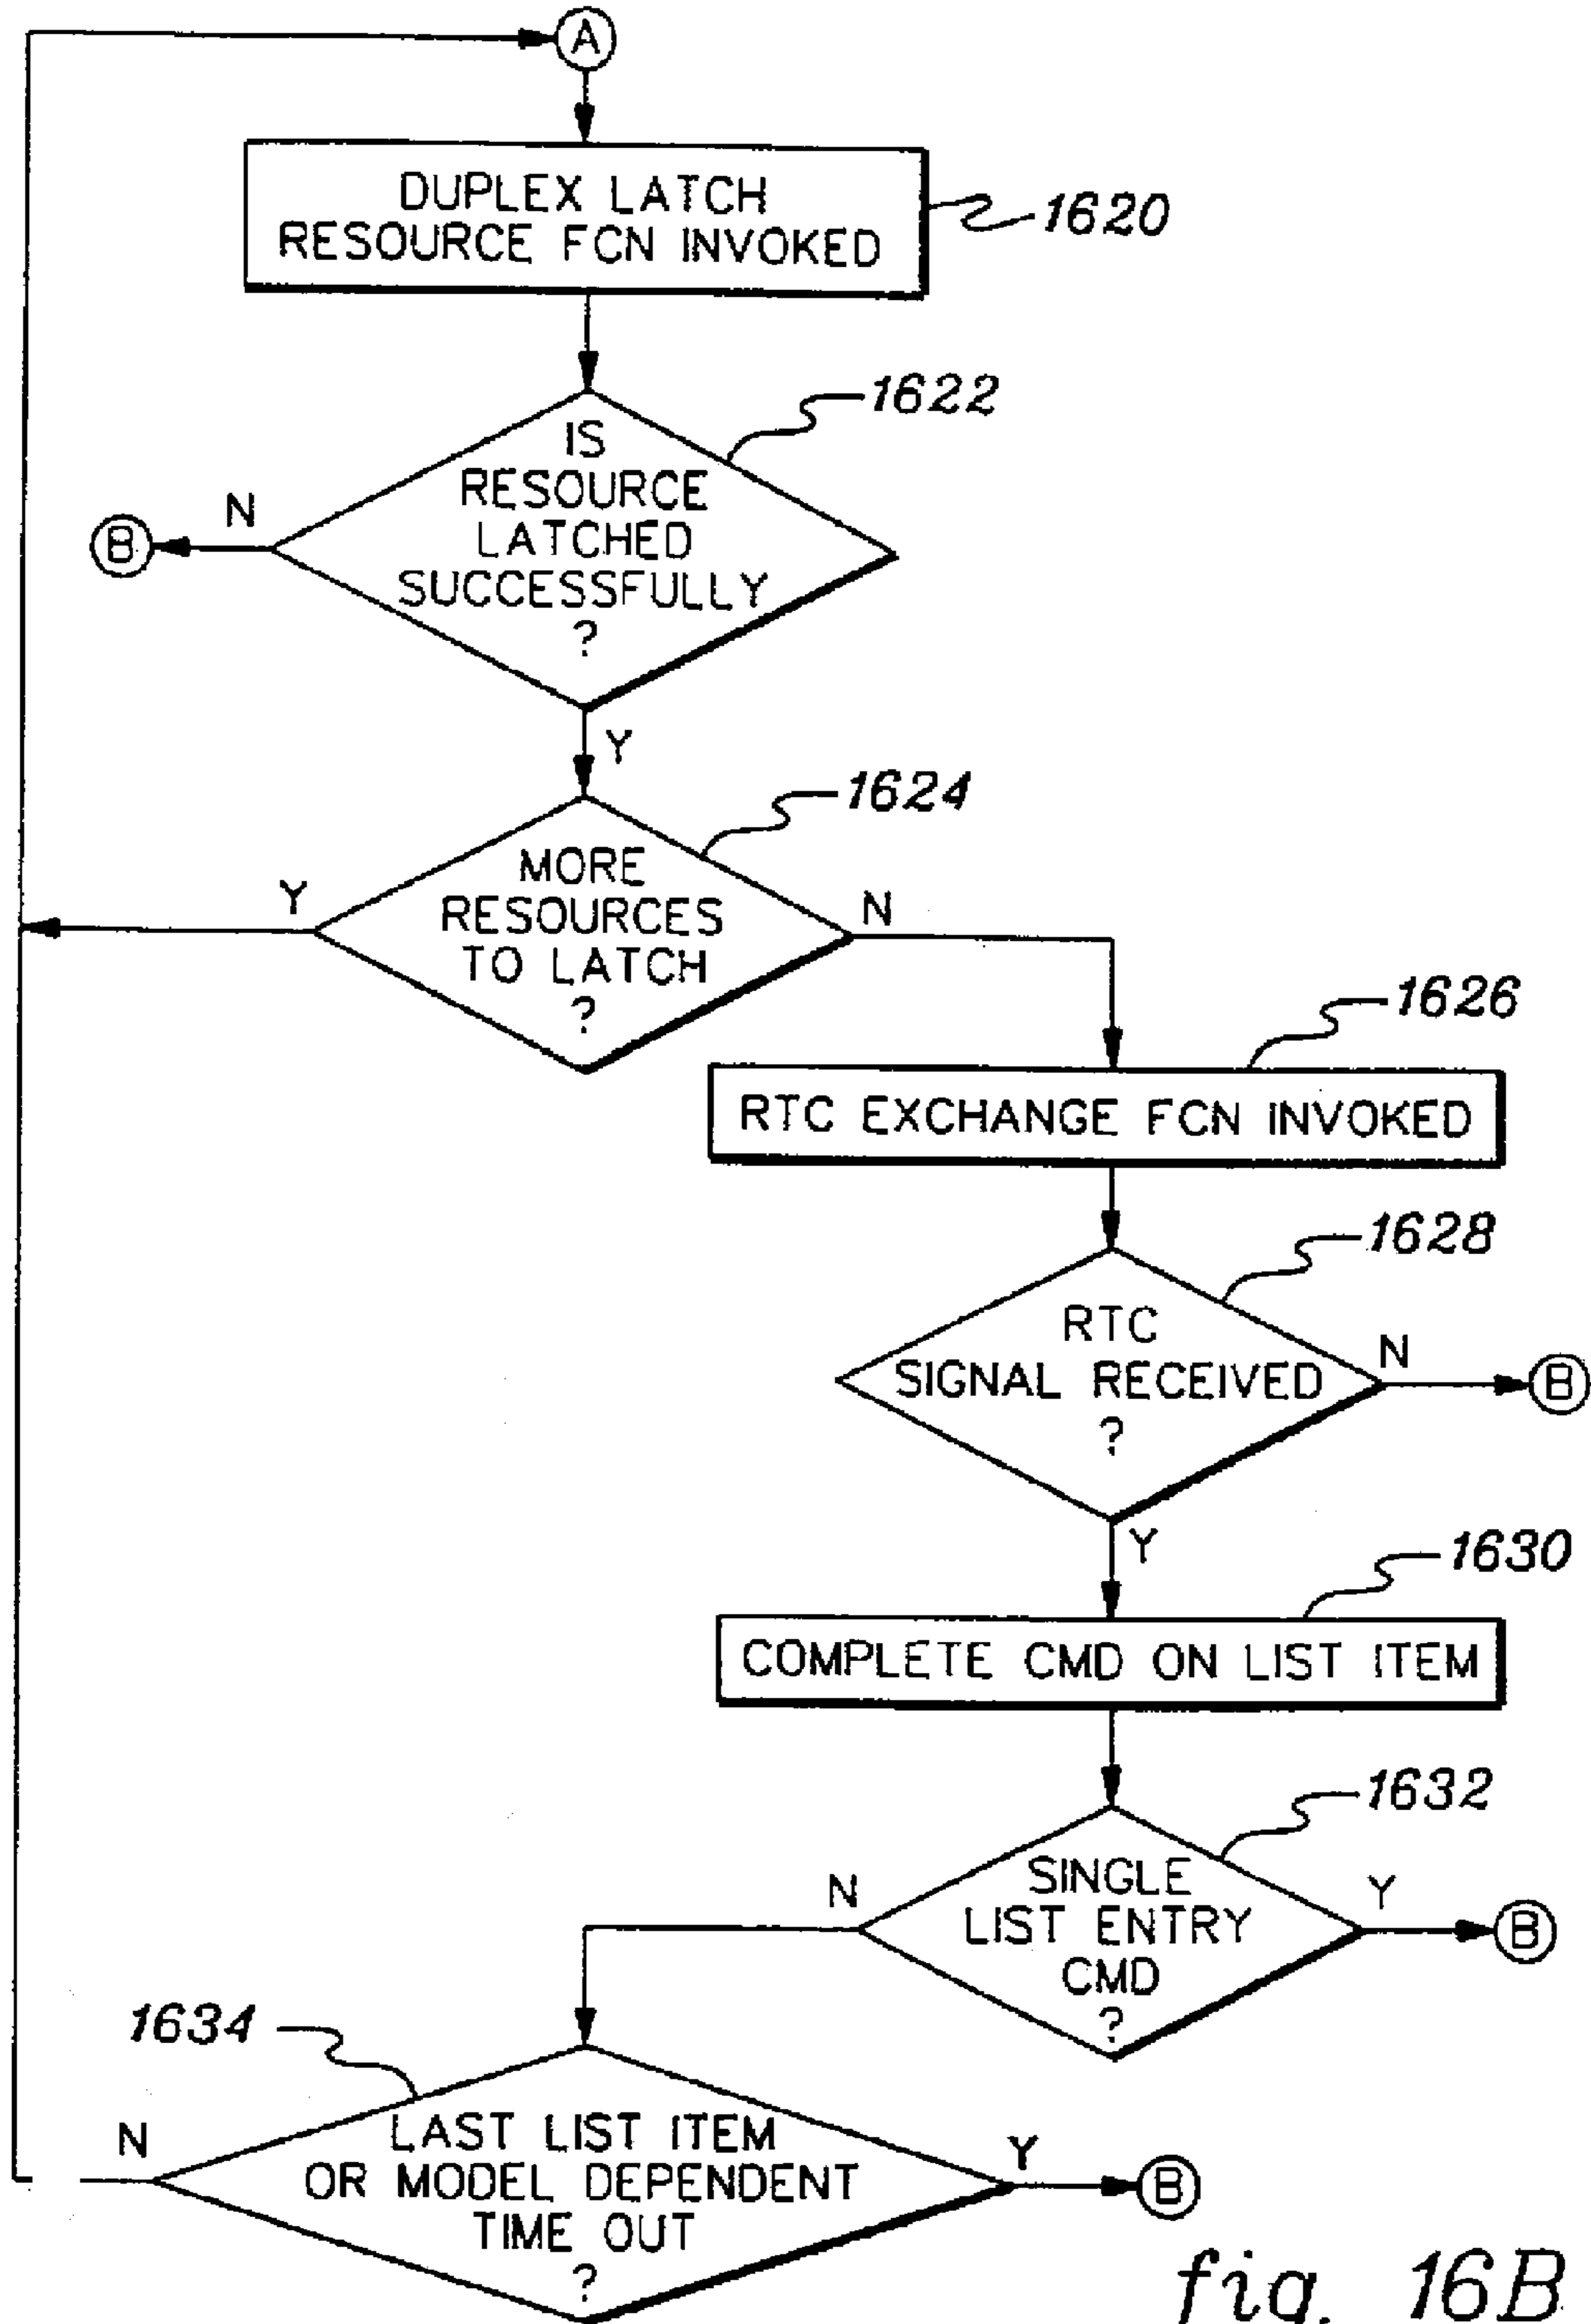 A
DUPLEX LATCH
RESOURCE FCN INVOKED
1620
1622
IS
RESOURCE
LATCHED
SUCCESSFULLY
?
N
B
Y
1624
MORE
RESOURCES
TO LATCH
?
Y
N
1626
RTC EXCHANGE FCN INVOKED
1628
RTC
SIGNAL RECEIVED
?
N
B
Y
1630
COMPLETE CMD ON LIST ITEM
1632
SINGLE
LIST ENTRY
CMD
?
N
Y
B
1634
LAST LIST ITEM
OR MODEL DEPENDENT
TIME OUT
?
N
Y
B
fig. 16B